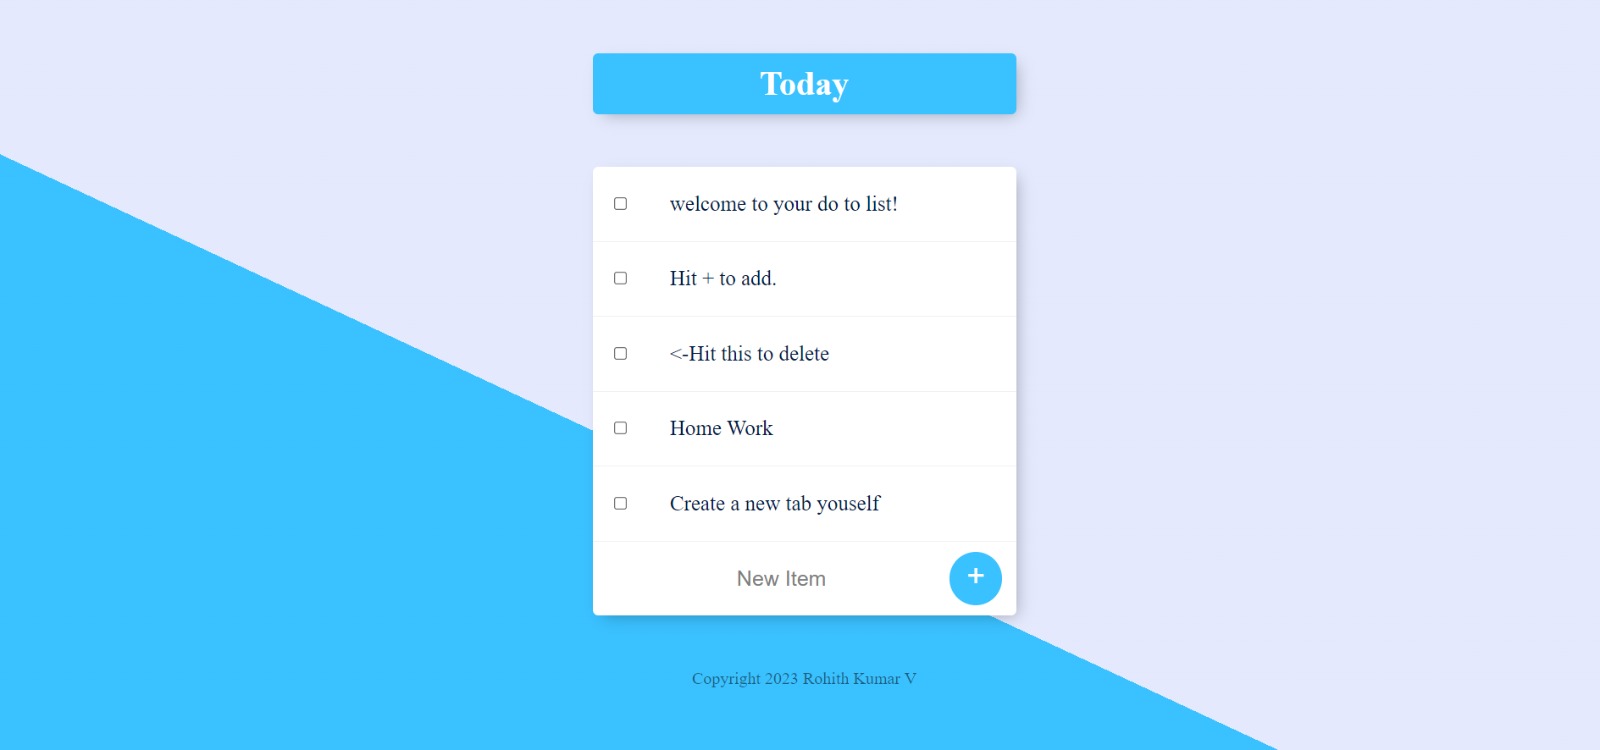 Today
welcome to your do to list!
Hit + to add.
<-Hit this to delete
Home Work
Create a new tab youself
New Item
+
Copyright 2023 Rohith Kumar V